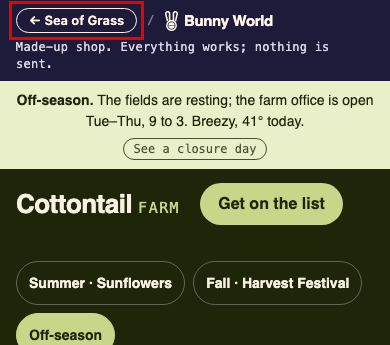 ← Sea of Grass / Bunny World
Made-up shop. Everything works; nothing is
sent.
Off-season. The fields are resting; the farm office is open
Tue–Thu, 9 to 3. Breezy, 41° today.
See a closure day
Cottontail FARM Get on the list
Summer · Sunflowers Fall · Harvest Festival
Off-season